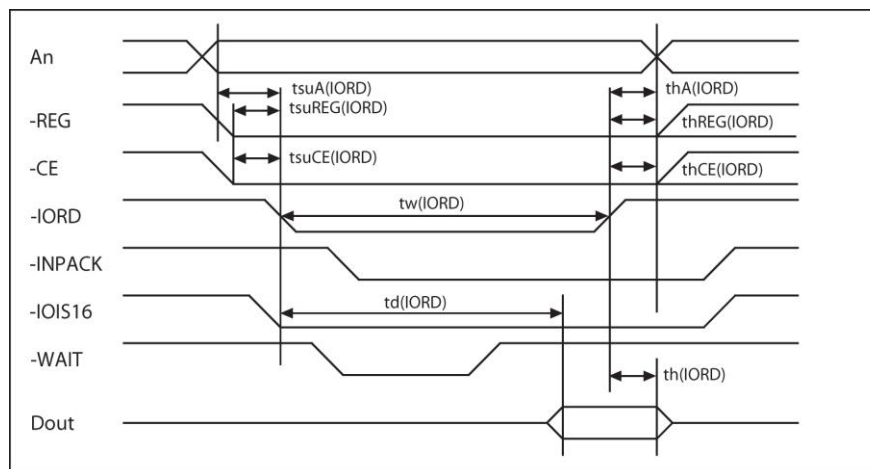 An
tsuA(IORD)
thA(IORD)
tsuREG(IORD)
-REG
thREG(IORD)
tsuCE(IORD)
-CE
thCE(IORD)
tw(IORD)
-IORD
-INPACK
td(IORD)
-IOIS16
-WAIT
th(IORD)
Dout